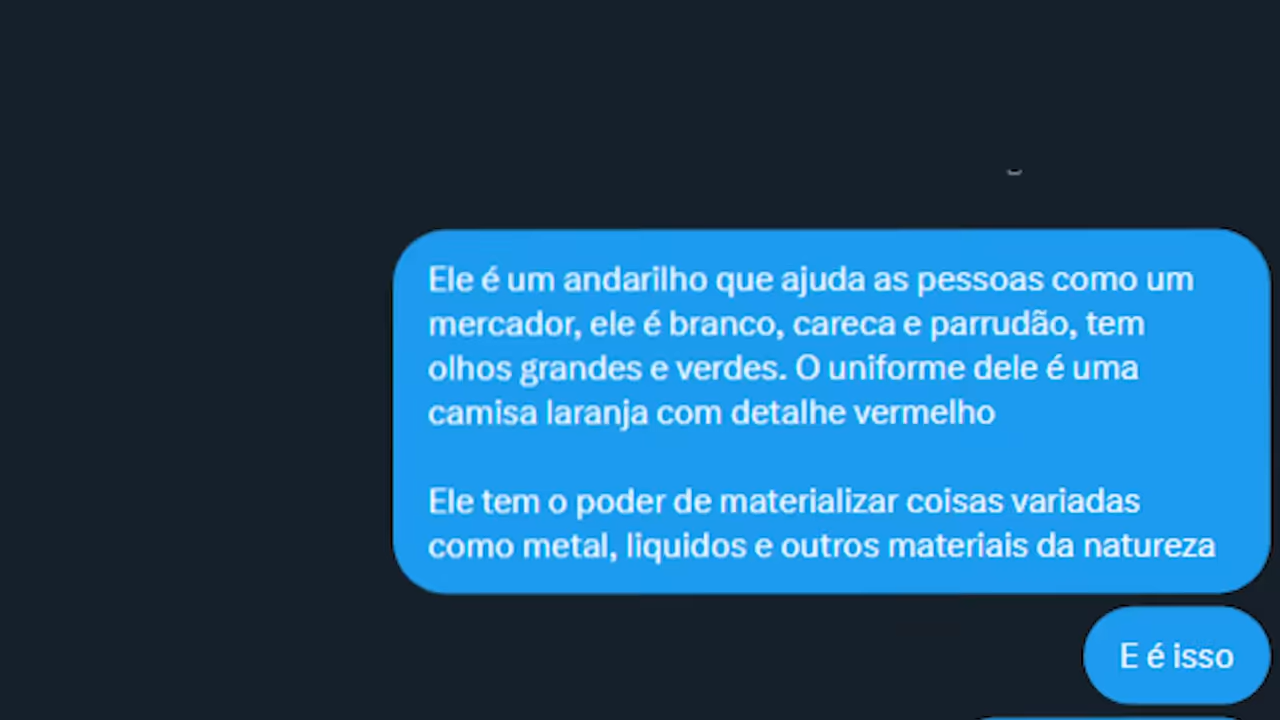 Ele é um andarilho que ajuda as pessoas como um
mercador, ele é branco, careca e parrudão, tem
olhos grandes e verdes. O uniforme dele é uma
camisa laranja com detalhe vermelho
Ele tem o poder de materializar coisas variadas
como metal, liquidos e outros materiais da natureza
E é isso